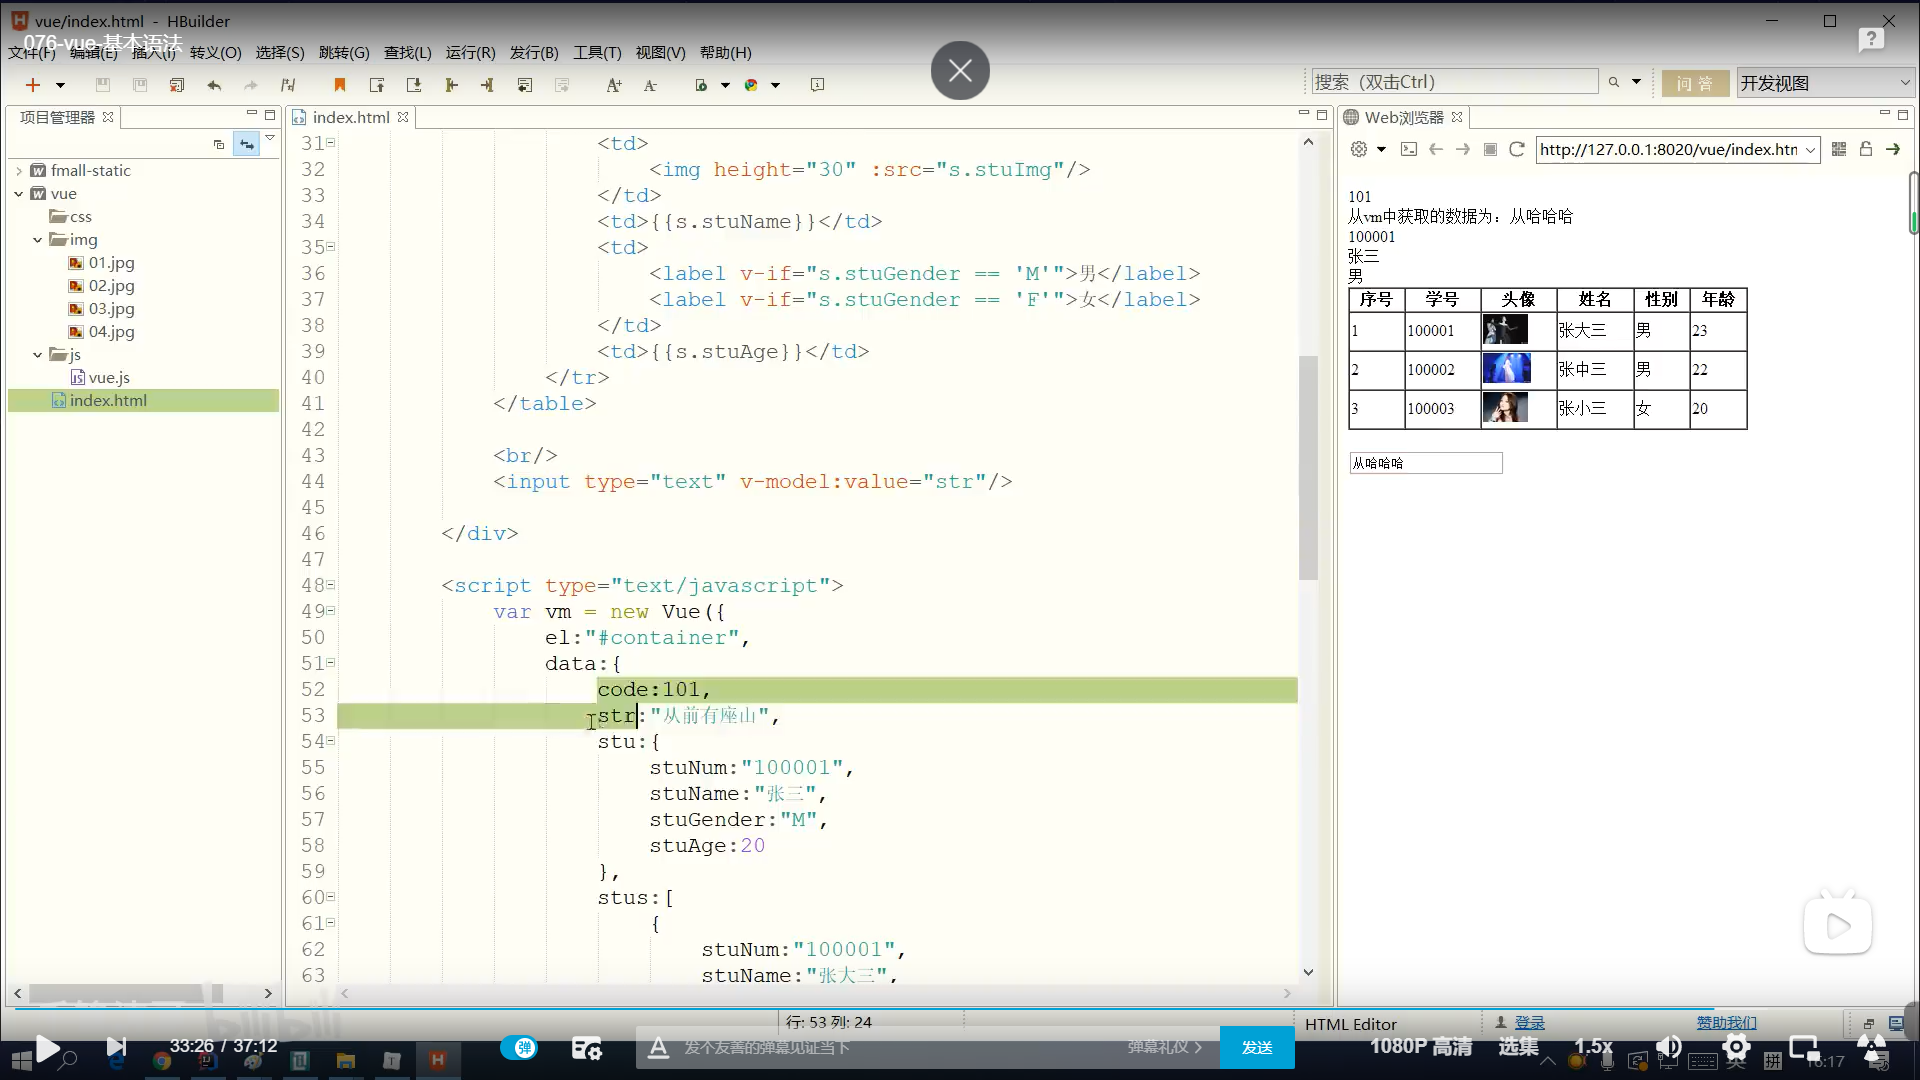 vue/index.html - HBuilder
076-vue-基本语法
文件(F) 编辑(E) 插入(I) 转义(O) 选择(S) 跳转(G) 查找(L) 运行(R) 发行(B) 工具(T) 视图(V) 帮助(H)
搜索（双击Ctrl）
问 答
开发视图
项目管理器
index.html
Web浏览器
http://127.0.0.1:8020/vue/index.htm
fmall-static
vue
css
img
01.jpg
02.jpg
03.jpg
04.jpg
js
vue.js
index.html
31 <td>
32 <img height="30" :src="s.stuImg"/>
33 </td>
34 <td>{{s.stuName}}</td>
35 <td>
36 <label v-if="s.stuGender == 'M'">男</label>
37 <label v-if="s.stuGender == 'F'">女</label>
38 </td>
39 <td>{{s.stuAge}}</td>
40 </tr>
41 </table>
42
43 <br/>
44 <input type="text" v-model:value="str"/>
45
46 </div>
47
48 <script type="text/javascript">
49 var vm = new Vue({
50 el:"#container",
51 data:{
52 code:101,
53 str:"从前有座山",
54 stu:{
55 stuNum:"100001",
56 stuName:"张三",
57 stuGender:"M",
58 stuAge:20
59 },
60 stus:[
61 {
62 stuNum:"100001",
63 stuName:"张大三",
101
从vm中获取的数据为：从哈哈哈
100001
张三
男
序号 学号 头像 姓名 性别 年龄
1 100001 张大三 男 23
2 100002 张中三 男 22
3 100003 张小三 女 20
从哈哈哈
行: 53 列: 24
HTML Editor
登录
赞助我们
bilibili
33:26 / 37:12
弹
发个友善的弹幕见证当下
弹幕礼仪
发送
1080P 高清
选集
1.5x
英
拼
16:17